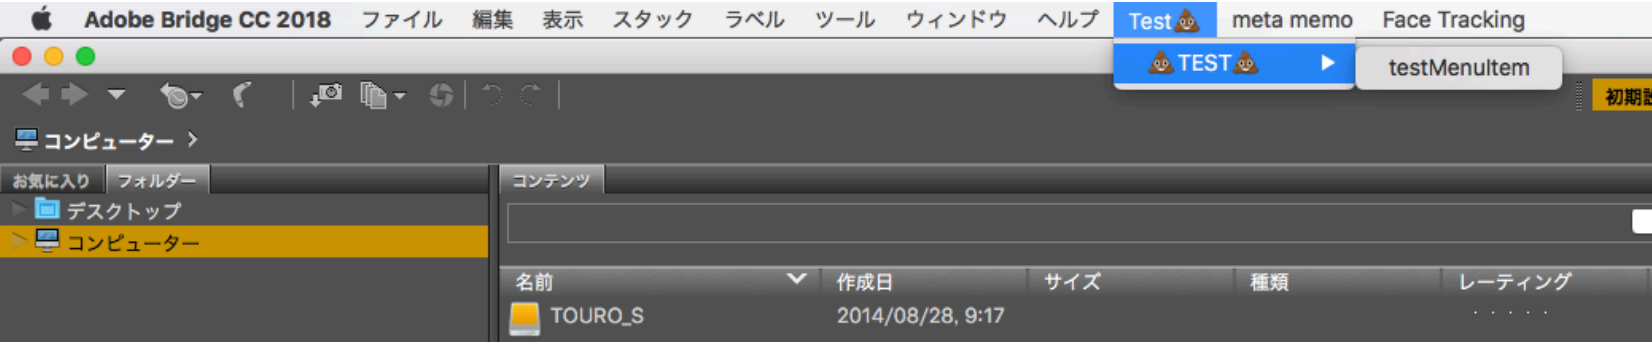 Adobe Bridge CC 2018 ファイル 編集 表示 スタック ラベル ツール ウィンドウ ヘルプ Test💩 meta memo Face Tracking
💩TEST💩 testMenuItem
初期設
コンピューター
お気に入り フォルダー コンテンツ
デスクトップ
コンピューター
名前 作成日 サイズ 種類 レーティング
TOURO_S 2014/08/28, 9:17